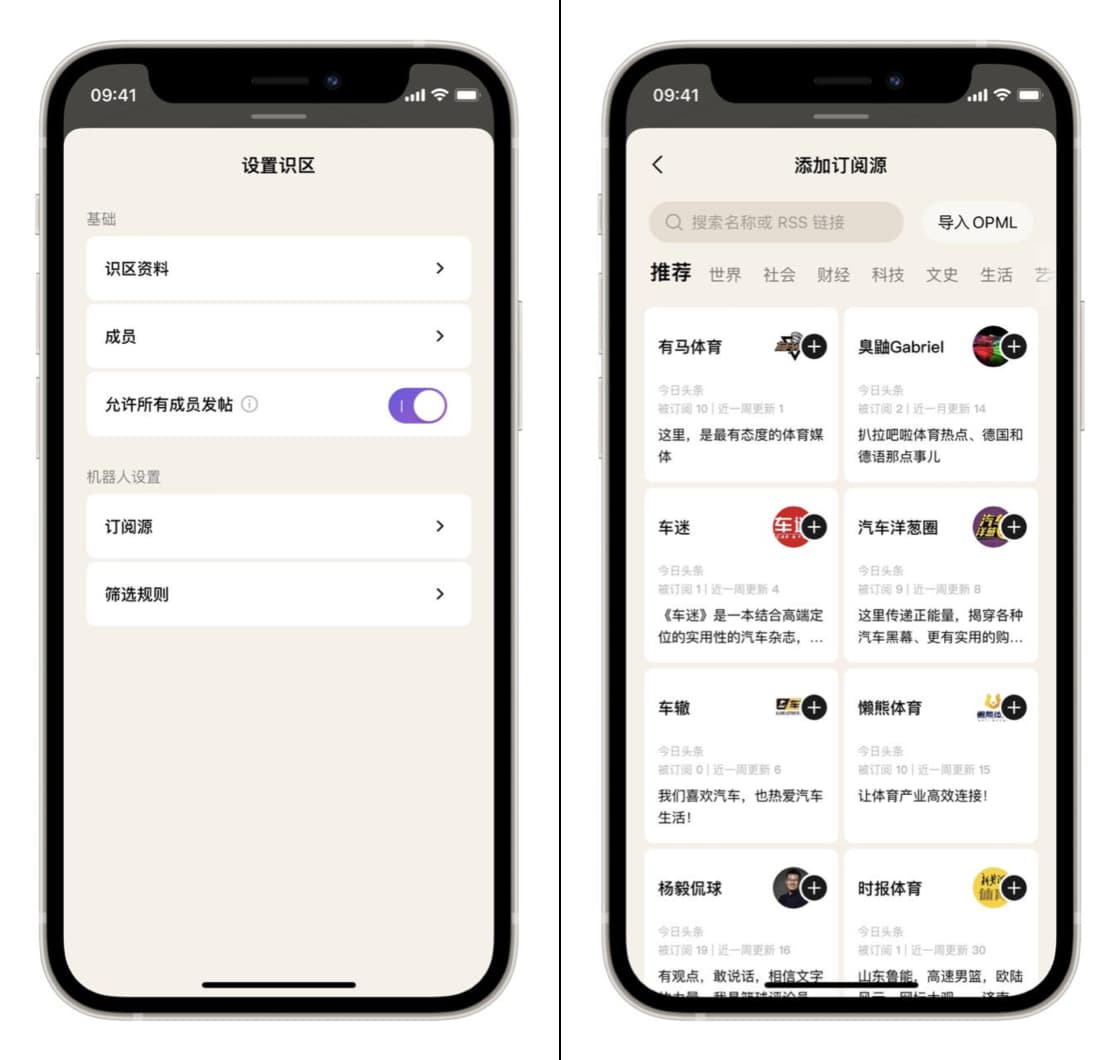 09:41
设置识区
基础
识区资料
成员
允许所有成员发帖
机器人设置
订阅源
筛选规则
09:41
添加订阅源
搜索名称或 RSS 链接
导入 OPML
推荐 世界 社会 财经 科技 文史 生活 艺
有马体育
今日头条
被订阅 10 | 近一周更新 1
这里，是最有态度的体育媒
体
臭鼬Gabriel
今日头条
被订阅 2 | 近一月更新 14
扒拉吧啦体育热点、德国和
德语那点事儿
车迷
今日头条
被订阅 1 | 近一周更新 4
《车迷》是一本结合高端定
位的实用性的汽车杂志，...
汽车洋葱圈
今日头条
被订阅 9 | 近一周更新 8
这里传递正能量，揭穿各种
汽车黑幕、更有实用的购...
车辙
今日头条
被订阅 0 | 近一周更新 6
我们喜欢汽车，也热爱汽车
生活！
懒熊体育
今日头条
被订阅 10 | 近一周更新 15
让体育产业高效连接！
杨毅侃球
今日头条
被订阅 19 | 近一周更新 16
有观点，敢说话，相信文字
时报体育
今日头条
被订阅 1 | 近一周更新 30
山东鲁能，高速男篮，欧陆